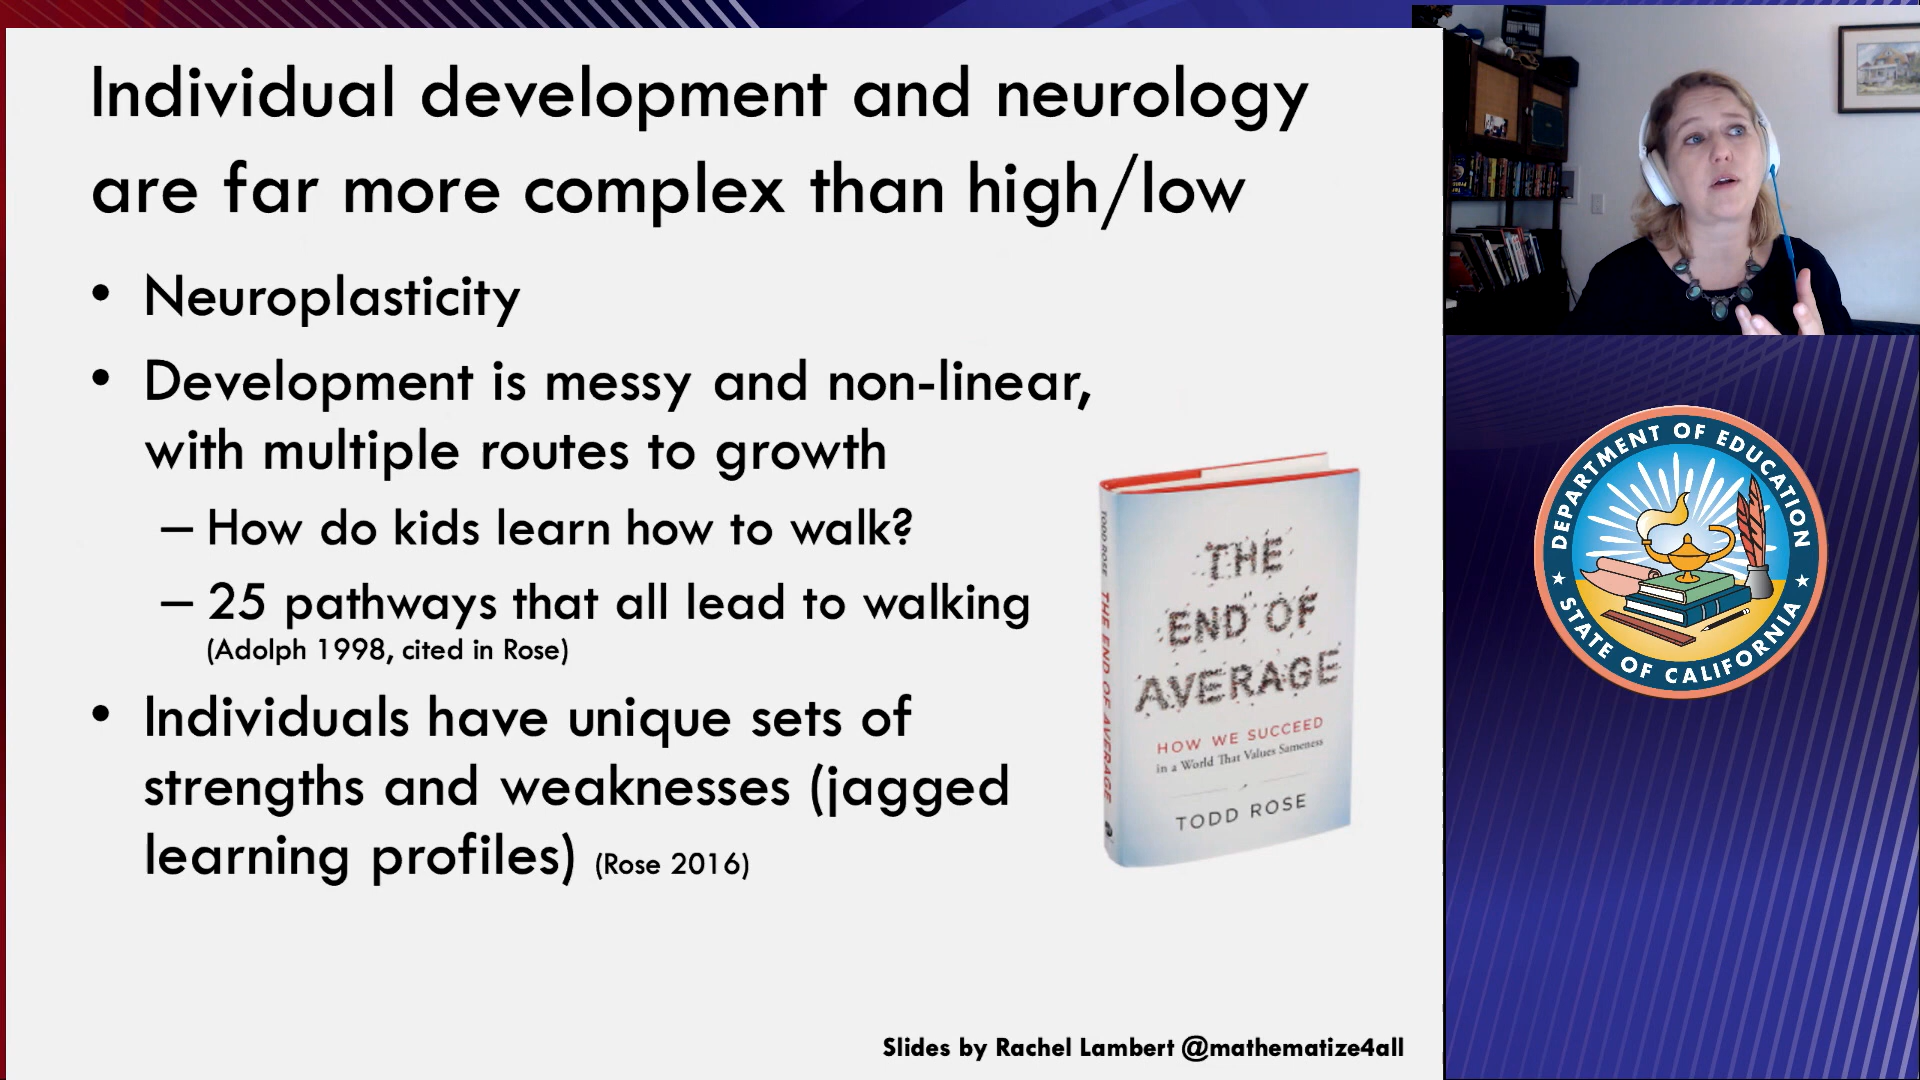 Individual development and neurology
are far more complex than high/low
• Neuroplasticity
• Development is messy and non-linear,
with multiple routes to growth
– How do kids learn how to walk?
– 25 pathways that all lead to walking
(Adolph 1998, cited in Rose)
• Individuals have unique sets of
strengths and weaknesses (jagged
learning profiles) (Rose 2016)
TODD ROSE THE END OF AVERAGE
THE
END OF
AVERAGE
HOW WE SUCCEED
in a World That Values Sameness
TODD ROSE
Slides by Rachel Lambert @mathematize4all
DEPARTMENT OF EDUCATION
STATE OF CALIFORNIA